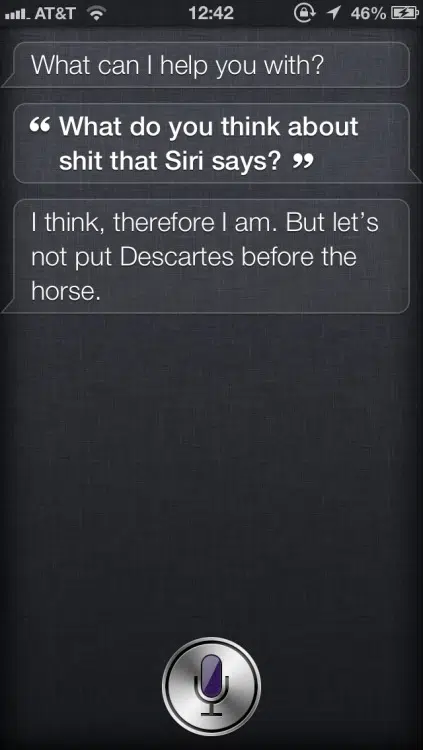 AT&T 12:42 46%
What can I help you with?
“ What do you think about
shit that Siri says? ”
I think, therefore I am. But let’s
not put Descartes before the
horse.